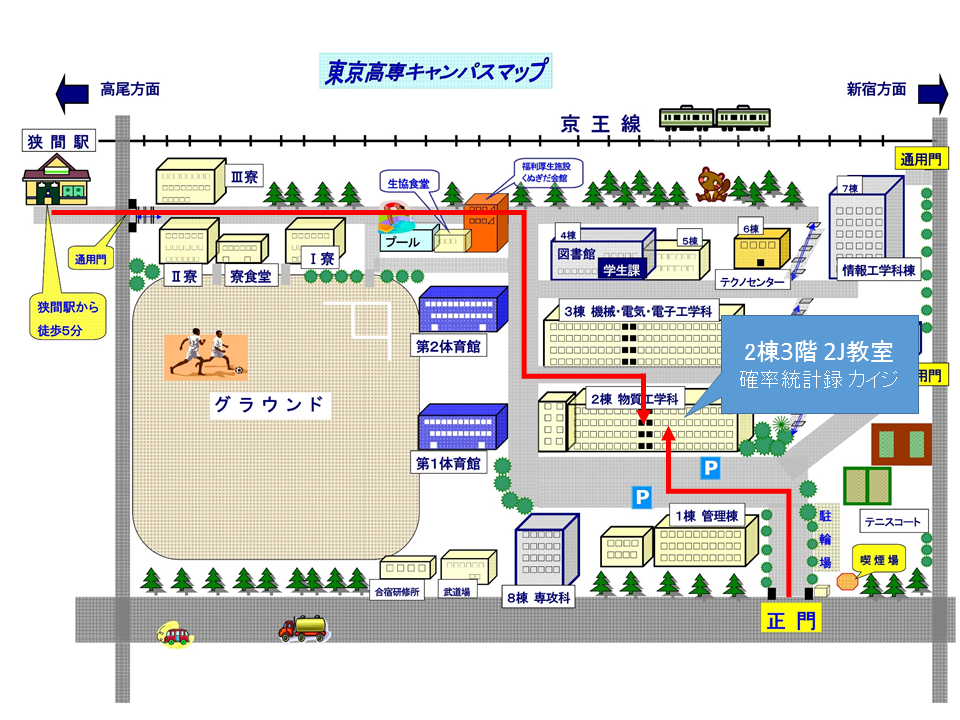 東京高専キャンパスマップ
高尾方面
新宿方面
京王線
狭間駅
通用門
Ⅲ寮
生協食堂
福利厚生施設
くぬぎだ会館
7棟
プール
4棟
図書館
学生課
5棟
6棟
テクノセンター
情報工学科棟
通用門
Ⅱ寮
寮食堂
Ⅰ寮
狭間駅から
徒歩5分
3棟 機械・電気・電子工学科
第2体育館
2棟3階 2J教室
確率統計録 カイジ
用門
グラウンド
2棟 物質工学科
第1体育館
P
P
1棟 管理棟
駐輪場
テニスコート
喫煙場
合宿研修所
武道場
8棟 専攻科
正門